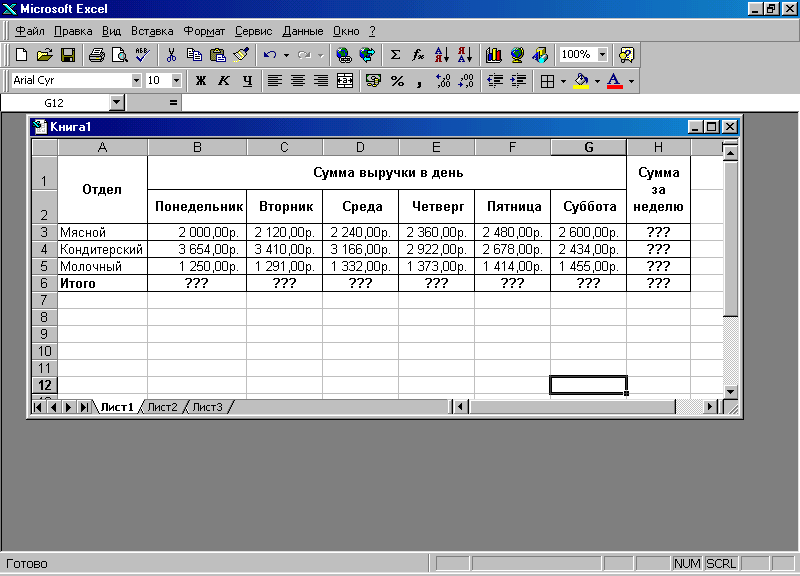 Microsoft Excel
Файл Правка Вид Вставка Формат Сервис Данные Окно ?
100%
Arial Cyr 10 Ж К Ч % , ,00 ,00 A
G12 =
Книга1
A B C D E F G H
1 Отдел Сумма выручки в день Сумма за неделю
2 Понедельник Вторник Среда Четверг Пятница Суббота
3 Мясной 2 000,00р. 2 120,00р. 2 240,00р. 2 360,00р. 2 480,00р. 2 600,00р. ???
4 Кондитерский 3 654,00р. 3 410,00р. 3 166,00р. 2 922,00р. 2 678,00р. 2 434,00р. ???
5 Молочный 1 250,00р. 1 291,00р. 1 332,00р. 1 373,00р. 1 414,00р. 1 455,00р. ???
6 Итого ??? ??? ??? ??? ??? ??? ???
7
8
9
10
11
12
Лист1 Лист2 Лист3
Готово NUM SCRL